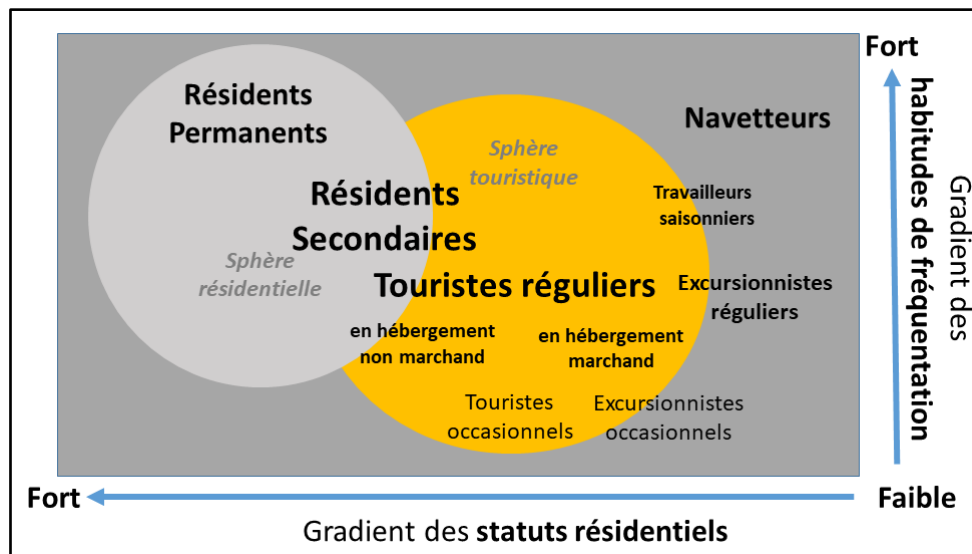 Résidents
Permanents
Sphère
touristique
Navetteurs
Résidents
Secondaires
Travailleurs
saisonniers
Sphère
résidentielle
Touristes réguliers
Excursionnistes
réguliers
en hébergement
non marchand
en hébergement
marchand
Touristes
occasionnels
Excursionnistes
occasionnels
Fort
Gradient des
habitudes de fréquentation
Fort
Faible
Gradient des statuts résidentiels